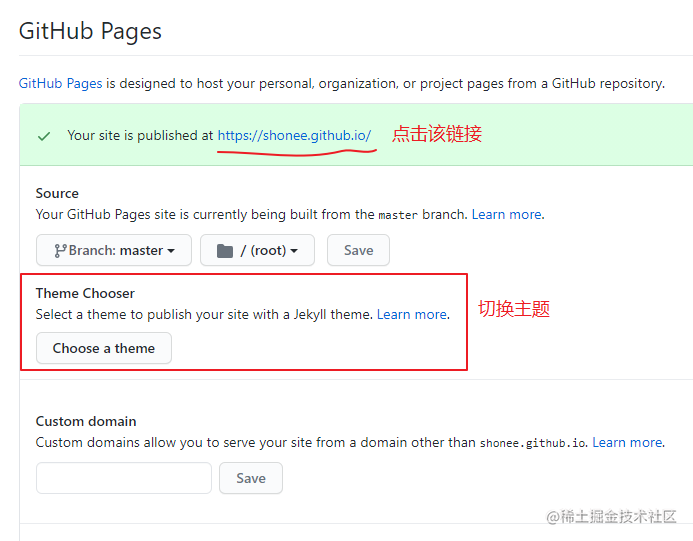 GitHub Pages
GitHub Pages is designed to host your personal, organization, or project pages from a GitHub repository.
Your site is published at https://shonee.github.io/ 点击该链接
Source
Your GitHub Pages site is currently being built from the master branch. Learn more.
Branch: master / (root) Save
Theme Chooser
Select a theme to publish your site with a Jekyll theme. Learn more. 切换主题
Choose a theme
Custom domain
Custom domains allow you to serve your site from a domain other than shonee.github.io. Learn more.
Save
@稀土掘金技术社区